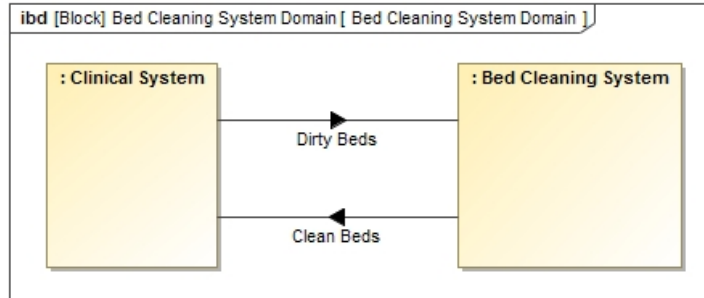 ibd [Block] Bed Cleaning System Domain [ Bed Cleaning System Domain ]
: Clinical System
: Bed Cleaning System
Dirty Beds
Clean Beds